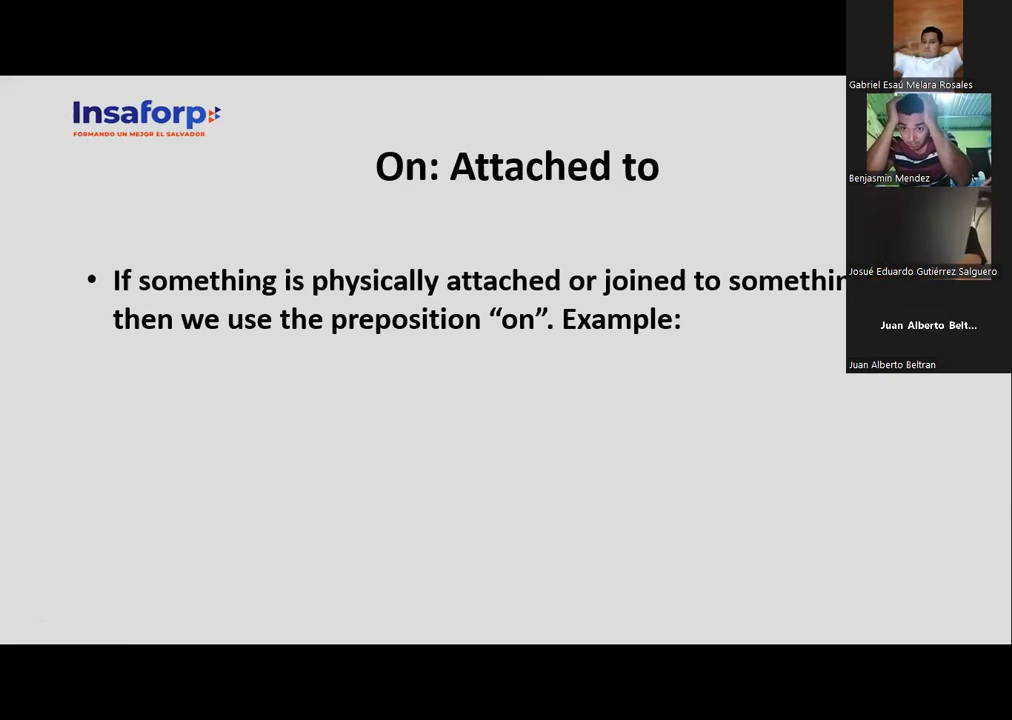 Insaforp
FORMANDO UN MEJOR EL SALVADOR
On: Attached to
• If something is physically attached or joined to somethin
then we use the preposition “on”. Example:
Gabriel Esaú Melara Rosales
Benjasmin Mendez
Josué Eduardo Gutiérrez Salguero
Juan Alberto Belt...
Juan Alberto Beltran